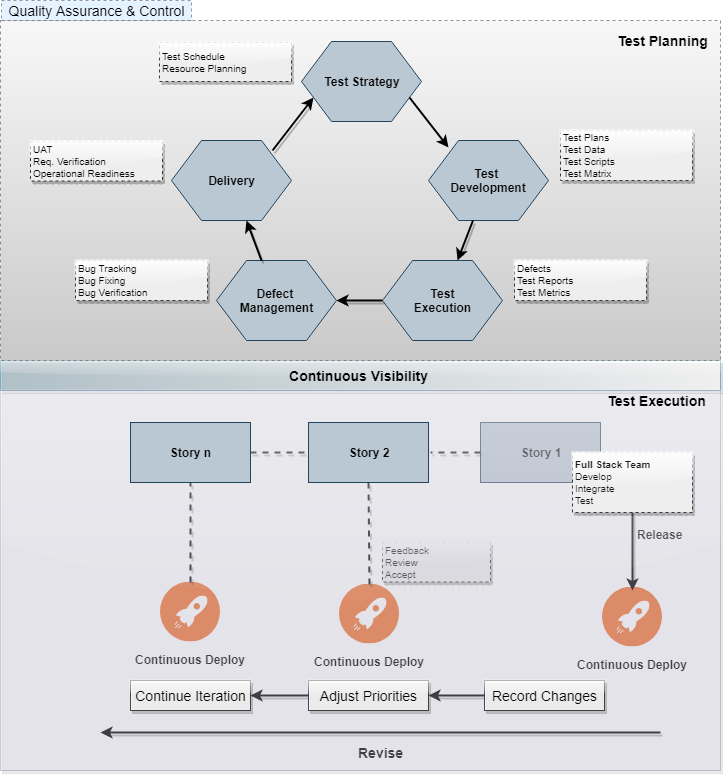 Quality Assurance & Control
Test Planning
Test Schedule
Resource Planning
Test Strategy
UAT
Req. Verification
Operational Readiness
Delivery
Test
Development
Test Plans
Test Data
Test Scripts
Test Matrix
Bug Tracking
Bug Fixing
Bug Verification
Defect
Management
Test
Execution
Defects
Test Reports
Test Metrics
Continuous Visibility
Test Execution
Story n
Story 2
Story 1
Full Stack Team
Develop
Integrate
Test
Release
Feedback
Review
Accept
Continuous Deploy
Continuous Deploy
Continuous Deploy
Continue Iteration
Adjust Priorities
Record Changes
Revise